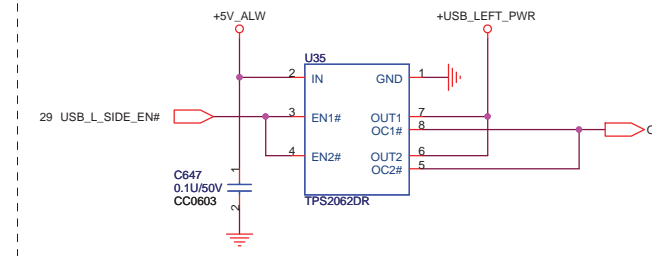 +5V_ALW
+USB_LEFT_PWR
U35
2 IN GND 1
29 USB_L_SIDE_EN#
3 EN1# OUT1 7
OC1# 8
4 EN2# OUT2 6
OC2# 5
TPS2062DR
C647
0.1U/50V
CC0603
1
2